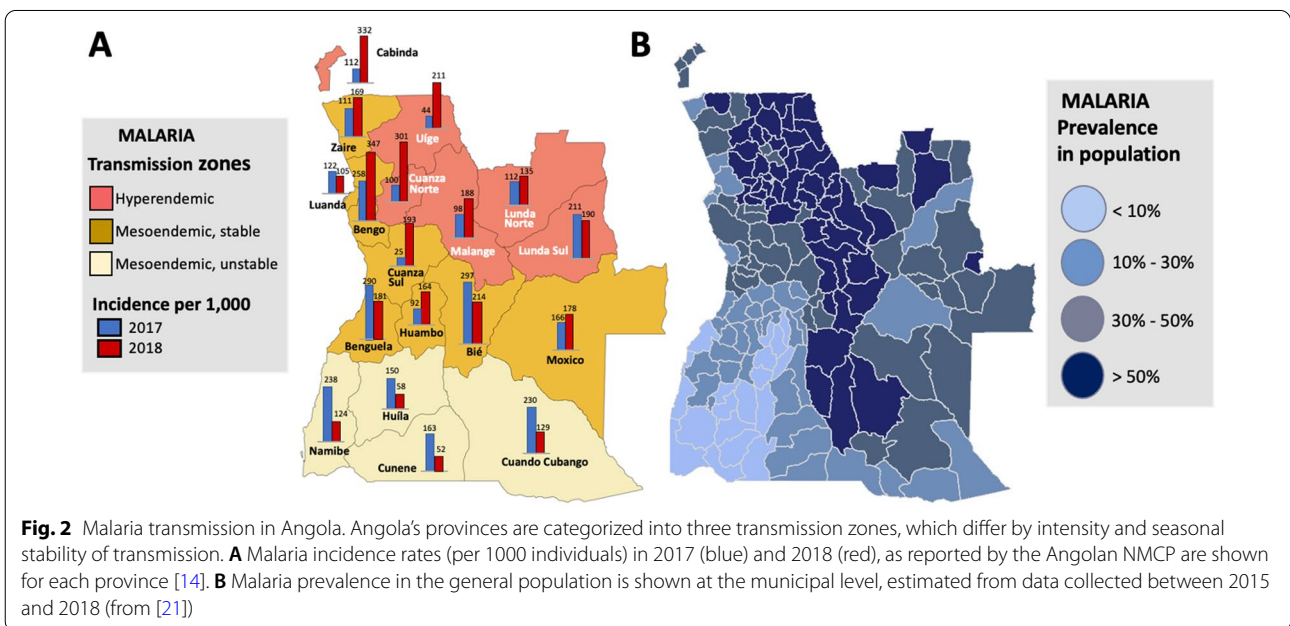 A
332
112
Cabinda
169
111
Zaire
211
44
Uíge
347
258
Bengo
301
100
Cuanza
Norte
122
105
Luanda
188
98
Malange
135
112
Lunda
Norte
211
190
Lunda Sul
193
25
Cuanza
Sul
290
181
Benguela
164
92
Huambo
297
214
Bié
178
166
Moxico
238
124
Namibe
150
58
Huíla
163
52
Cunene
230
129
Cuando Cubango
MALARIA
Transmission zones
Hyperendemic
Mesoendemic, stable
Mesoendemic, unstable
Incidence per 1,000
2017
2018
B
MALARIA
Prevalence
in population
< 10%
10% - 30%
30% - 50%
> 50%
Fig. 2 Malaria transmission in Angola. Angola’s provinces are categorized into three transmission zones, which differ by intensity and seasonal
stability of transmission. A Malaria incidence rates (per 1000 individuals) in 2017 (blue) and 2018 (red), as reported by the Angolan NMCP are shown
for each province [14]. B Malaria prevalence in the general population is shown at the municipal level, estimated from data collected between 2015
and 2018 (from [21])